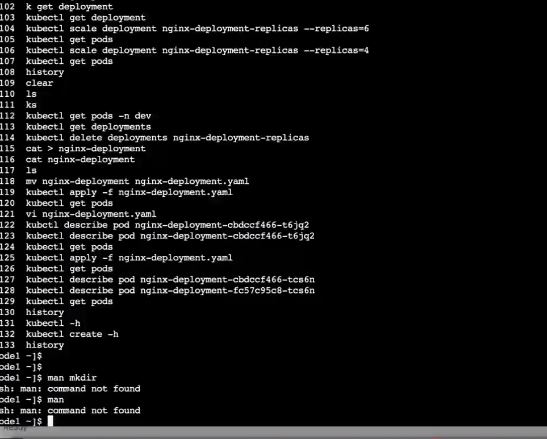 102 k get deployment
103 kubectl get deployment
104 kubectl scale deployment nginx-deployment-replicas --replicas=6
105 kubectl get pods
106 kubectl scale deployment nginx-deployment-replicas --replicas=4
107 kubectl get pods
108 history
109 clear
110 ls
111 ks
112 kubectl get pods -n dev
113 kubectl get deployments
114 kubectl delete deployments nginx-deployment-replicas
115 cat > nginx-deployment
116 cat nginx-deployment
117 ls
118 mv nginx-deployment nginx-deployment.yaml
119 kubectl apply -f nginx-deployment.yaml
120 kubectl get pods
121 vi nginx-deployment.yaml
122 kubctl describe pod nginx-deployment-cbdccf466-t6jq2
123 kubectl describe pod nginx-deployment-cbdccf466-t6jq2
124 kubectl get pods
125 kubectl apply -f nginx-deployment.yaml
126 kubectl get pods
127 kubectl describe pod nginx-deployment-cbdccf466-tcs6n
128 kubectl describe pod nginx-deployment-fc57c95c8-tcs6n
129 kubectl get pods
130 history
131 kubectl -h
132 kubectl create -h
133 history
ode1 ~]$
ode1 ~]$
ode1 ~]$ man mkdir
sh: man: command not found
ode1 ~]$ man
sh: man: command not found
ode1 ~]$